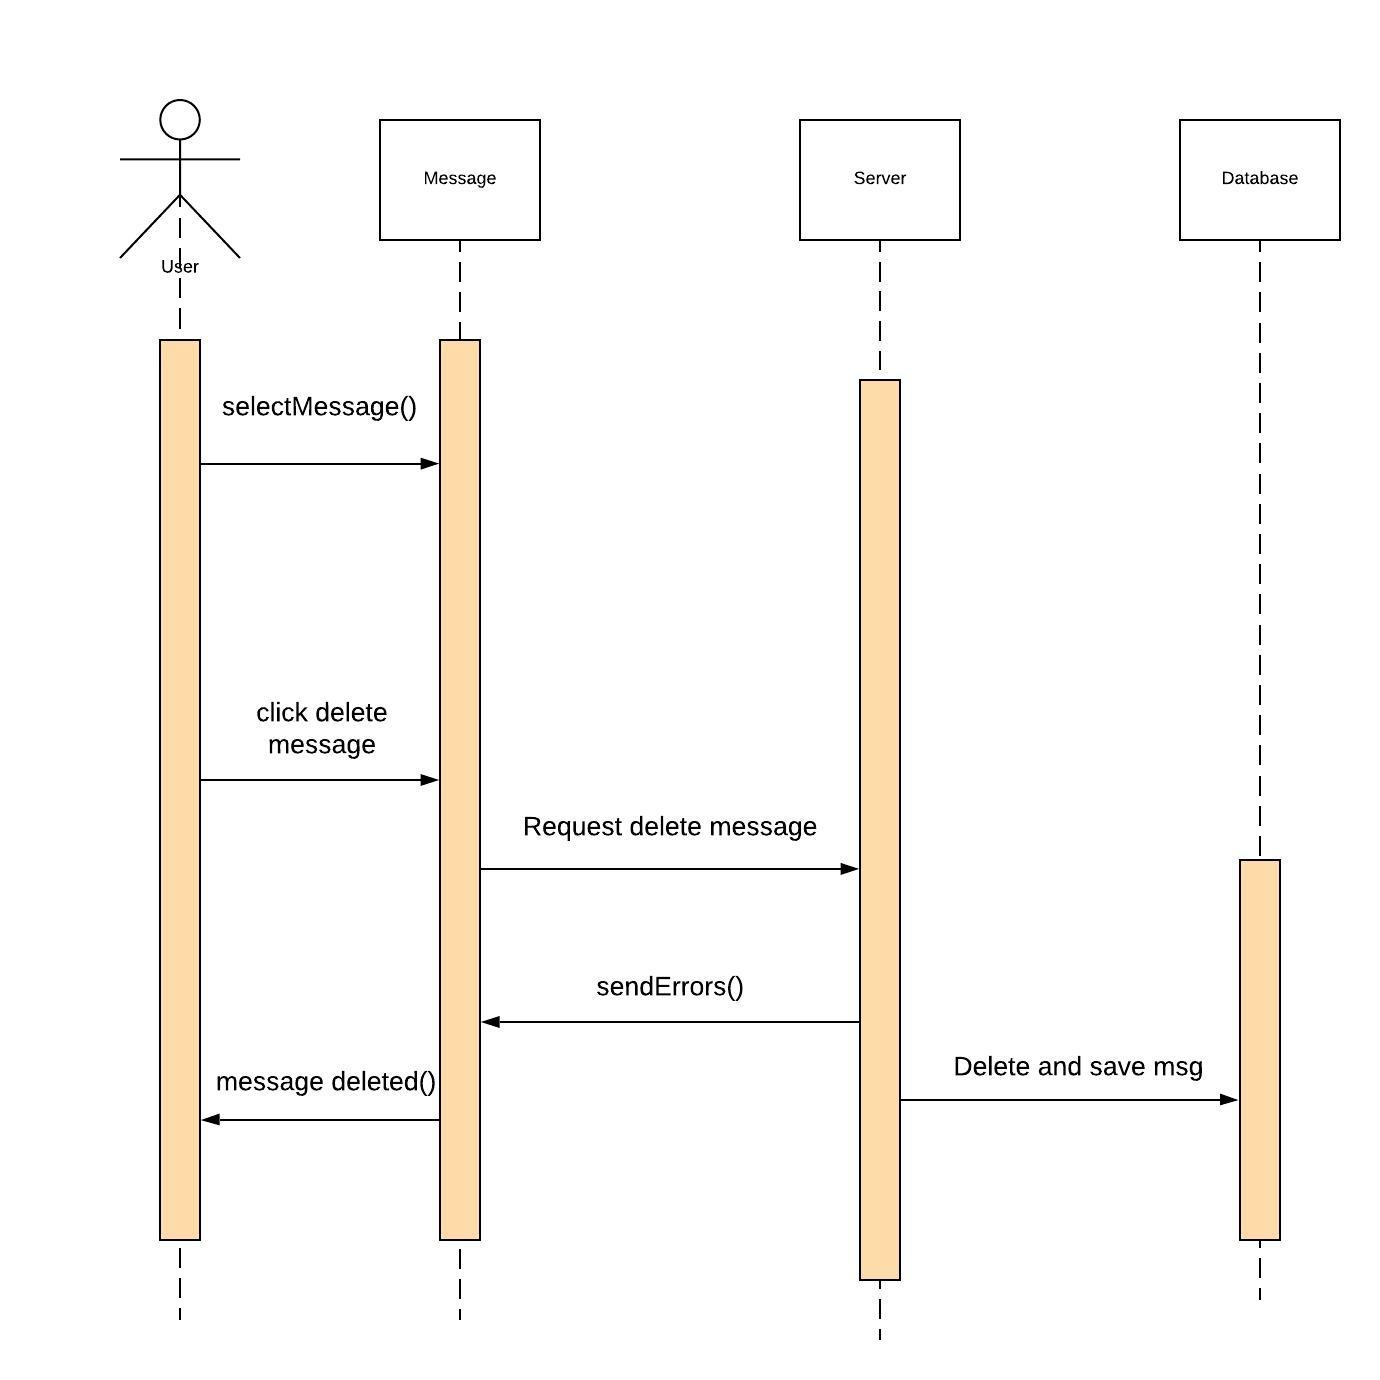 Message
Server
Database
User
selectMessage()
click delete
message
Request delete message
sendErrors()
Delete and save msg
message deleted()